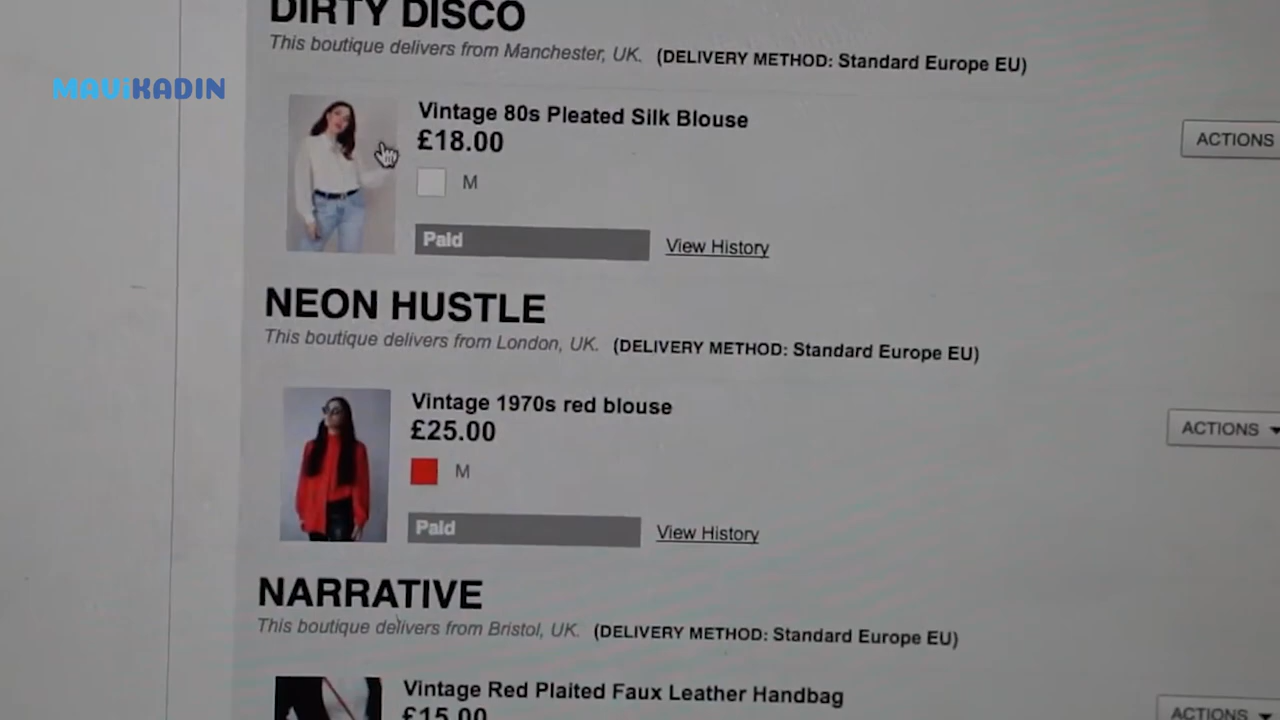 DIRTY DISCO
This boutique delivers from Manchester, UK. (DELIVERY METHOD: Standard Europe EU)
MAViKADIN
Vintage 80s Pleated Silk Blouse
£18.00
ACTIONS
M
Paid
View History
NEON HUSTLE
This boutique delivers from London, UK. (DELIVERY METHOD: Standard Europe EU)
Vintage 1970s red blouse
£25.00
ACTIONS
M
Paid
View History
NARRATIVE
This boutique delivers from Bristol, UK. (DELIVERY METHOD: Standard Europe EU)
Vintage Red Plaited Faux Leather Handbag
£15.00
ACTIONS